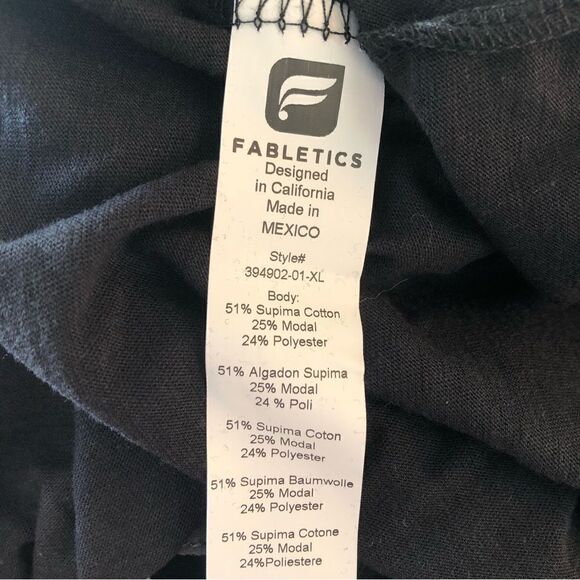 FABLETICS
Designed
in California
Made in
MEXICO
Style#
394902-01-XL
Body:
51% Supima Cotton
25% Modal
24% Polyester
51% Algadon Supima
25% Modal
24 % Poli
51% Supima Coton
25% Modal
24%Polyester
51% Supima Baumwolle
25% Modal
24% Polyester
51% Supima Cotone
25% Modal
24%Poliestere